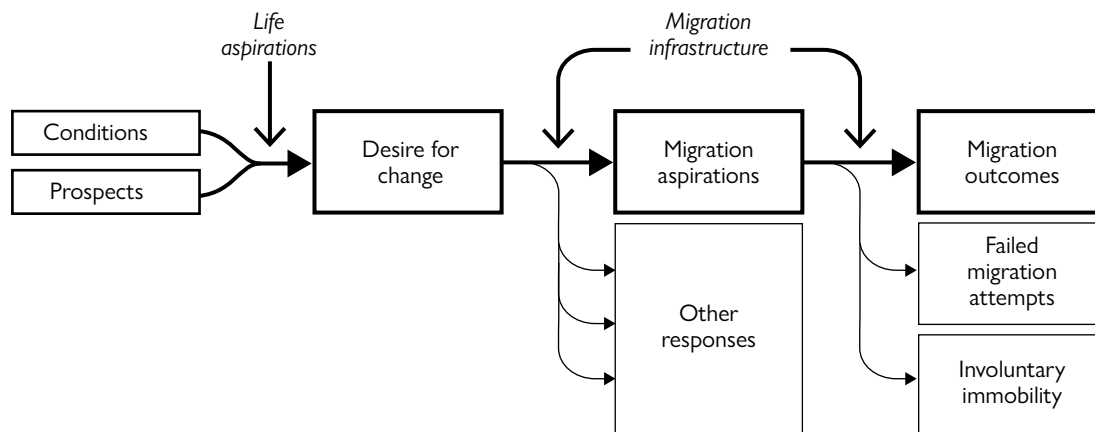 Life
aspirations
Migration
infrastructure
Conditions
Prospects
Desire for
change
Migration
aspirations
Migration
outcomes
Other
responses
Failed
migration
attempts
Involuntary
immobility